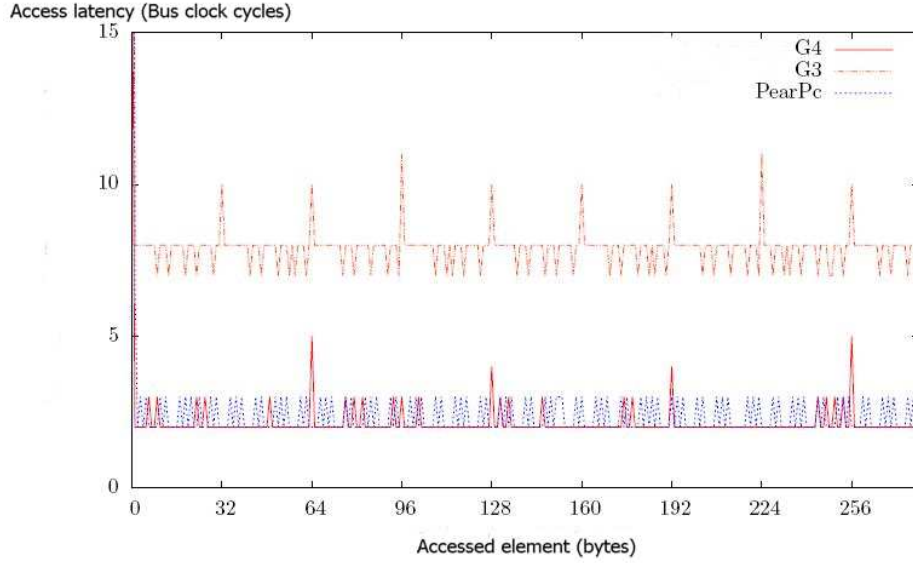 Access latency (Bus clock cycles)
15
G4
G3
PearPc
10
5
0
0 32 64 96 128 160 192 224 256
Accessed element (bytes)